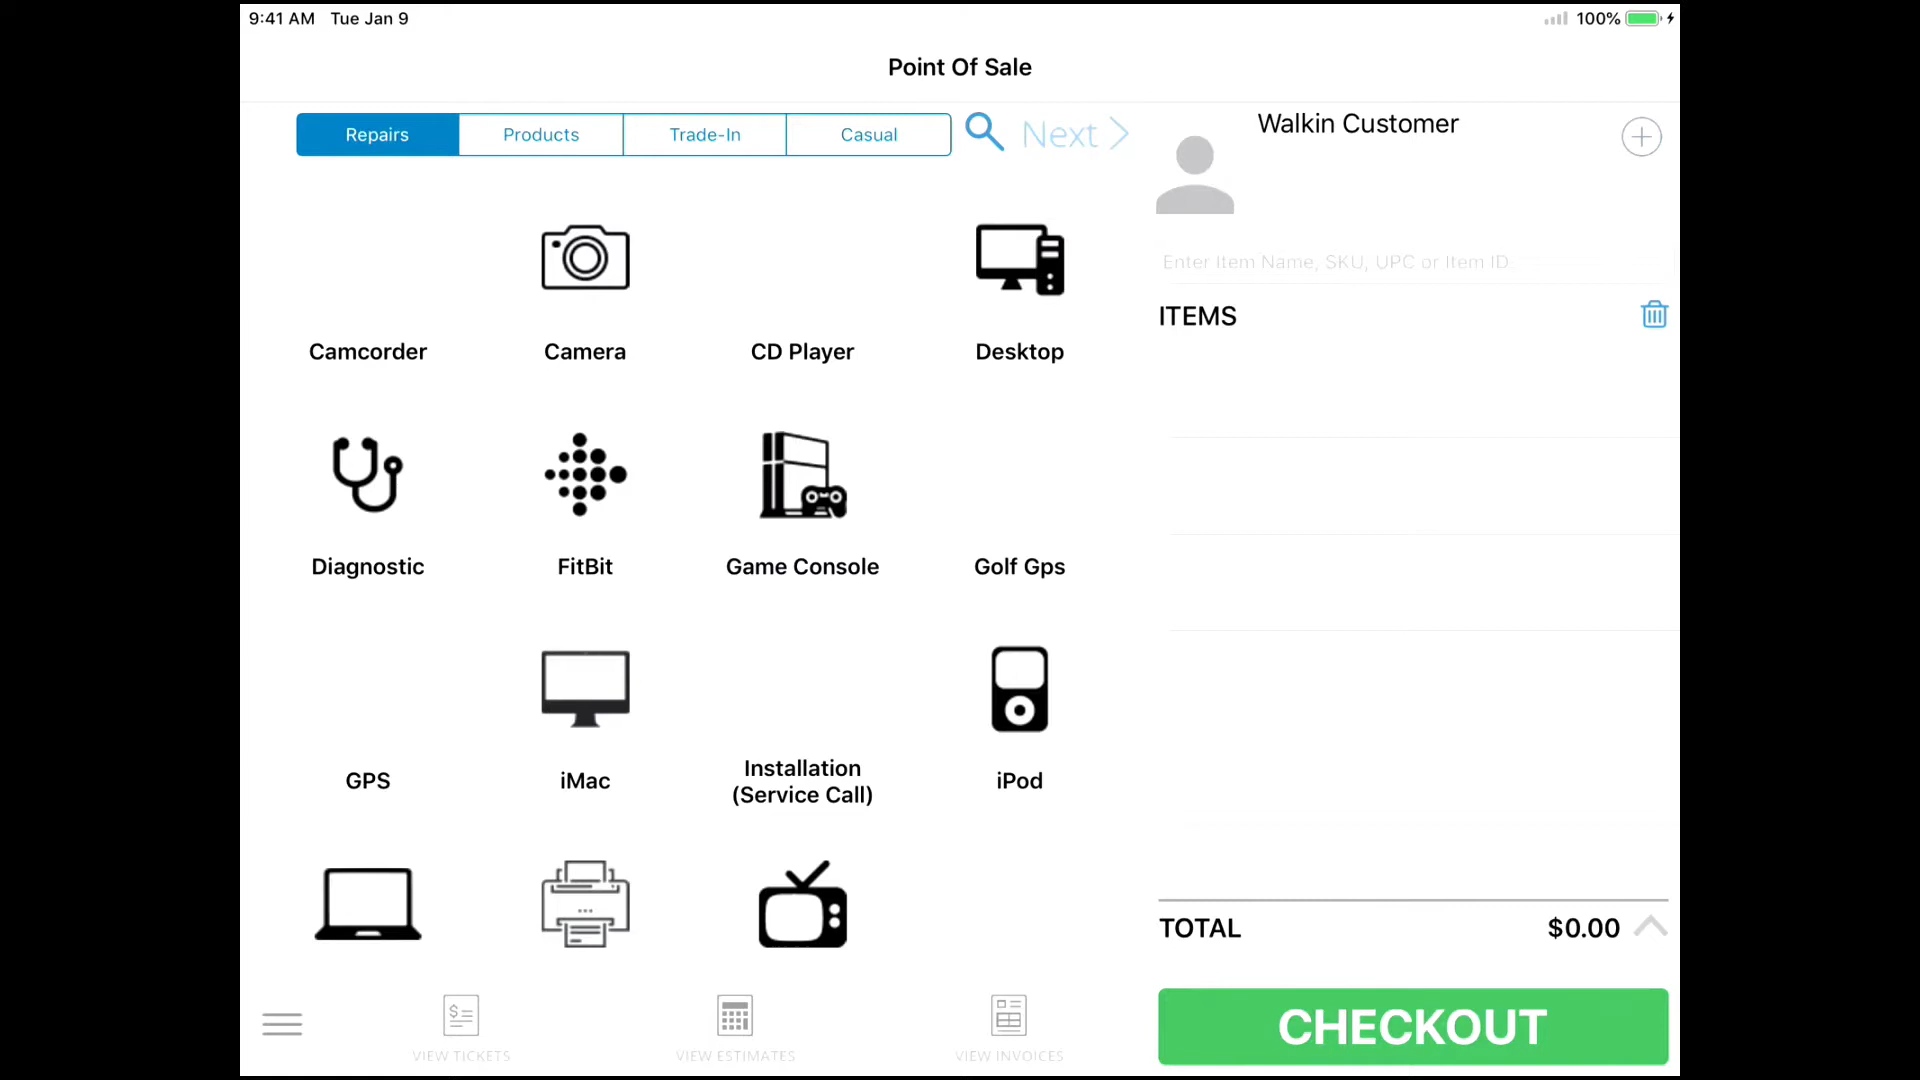 9:41 AM Tue Jan 9
100%
Point Of Sale
Repairs
Products
Trade-In
Casual
Next
Walkin Customer
Enter Item Name, SKU, UPC or Item ID
ITEMS
Camcorder
Camera
CD Player
Desktop
Diagnostic
FitBit
Game Console
Golf Gps
GPS
iMac
Installation
(Service Call)
iPod
TOTAL
$0.00
VIEW TICKETS
VIEW ESTIMATES
VIEW INVOICES
CHECKOUT